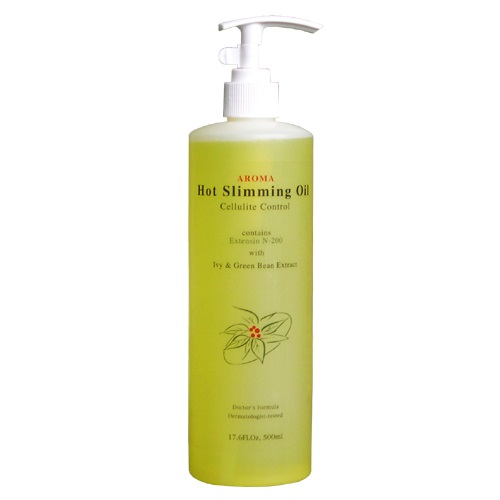 AROMA
Hot Slimming Oil
Cellulite Control
contains
Extensin N-200
with
Ivy & Green Bean Extract
Doctor's formula
Dermatologist tested
17.6FLOz, 500ml